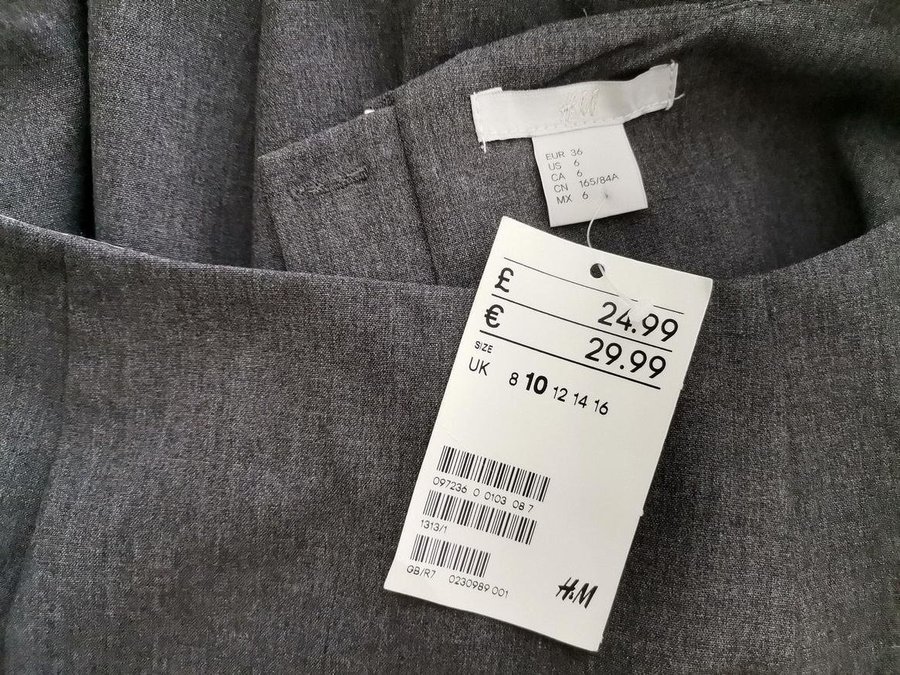 H&M
EUR 36
US 6
CA 6
CN 165/84A
MX 6
£ 24.99
€ 29.99
SIZE
UK 8 10 12 14 16
097236 0 0103 08 7
1313/1
GB/R7 0230989 001
H&M